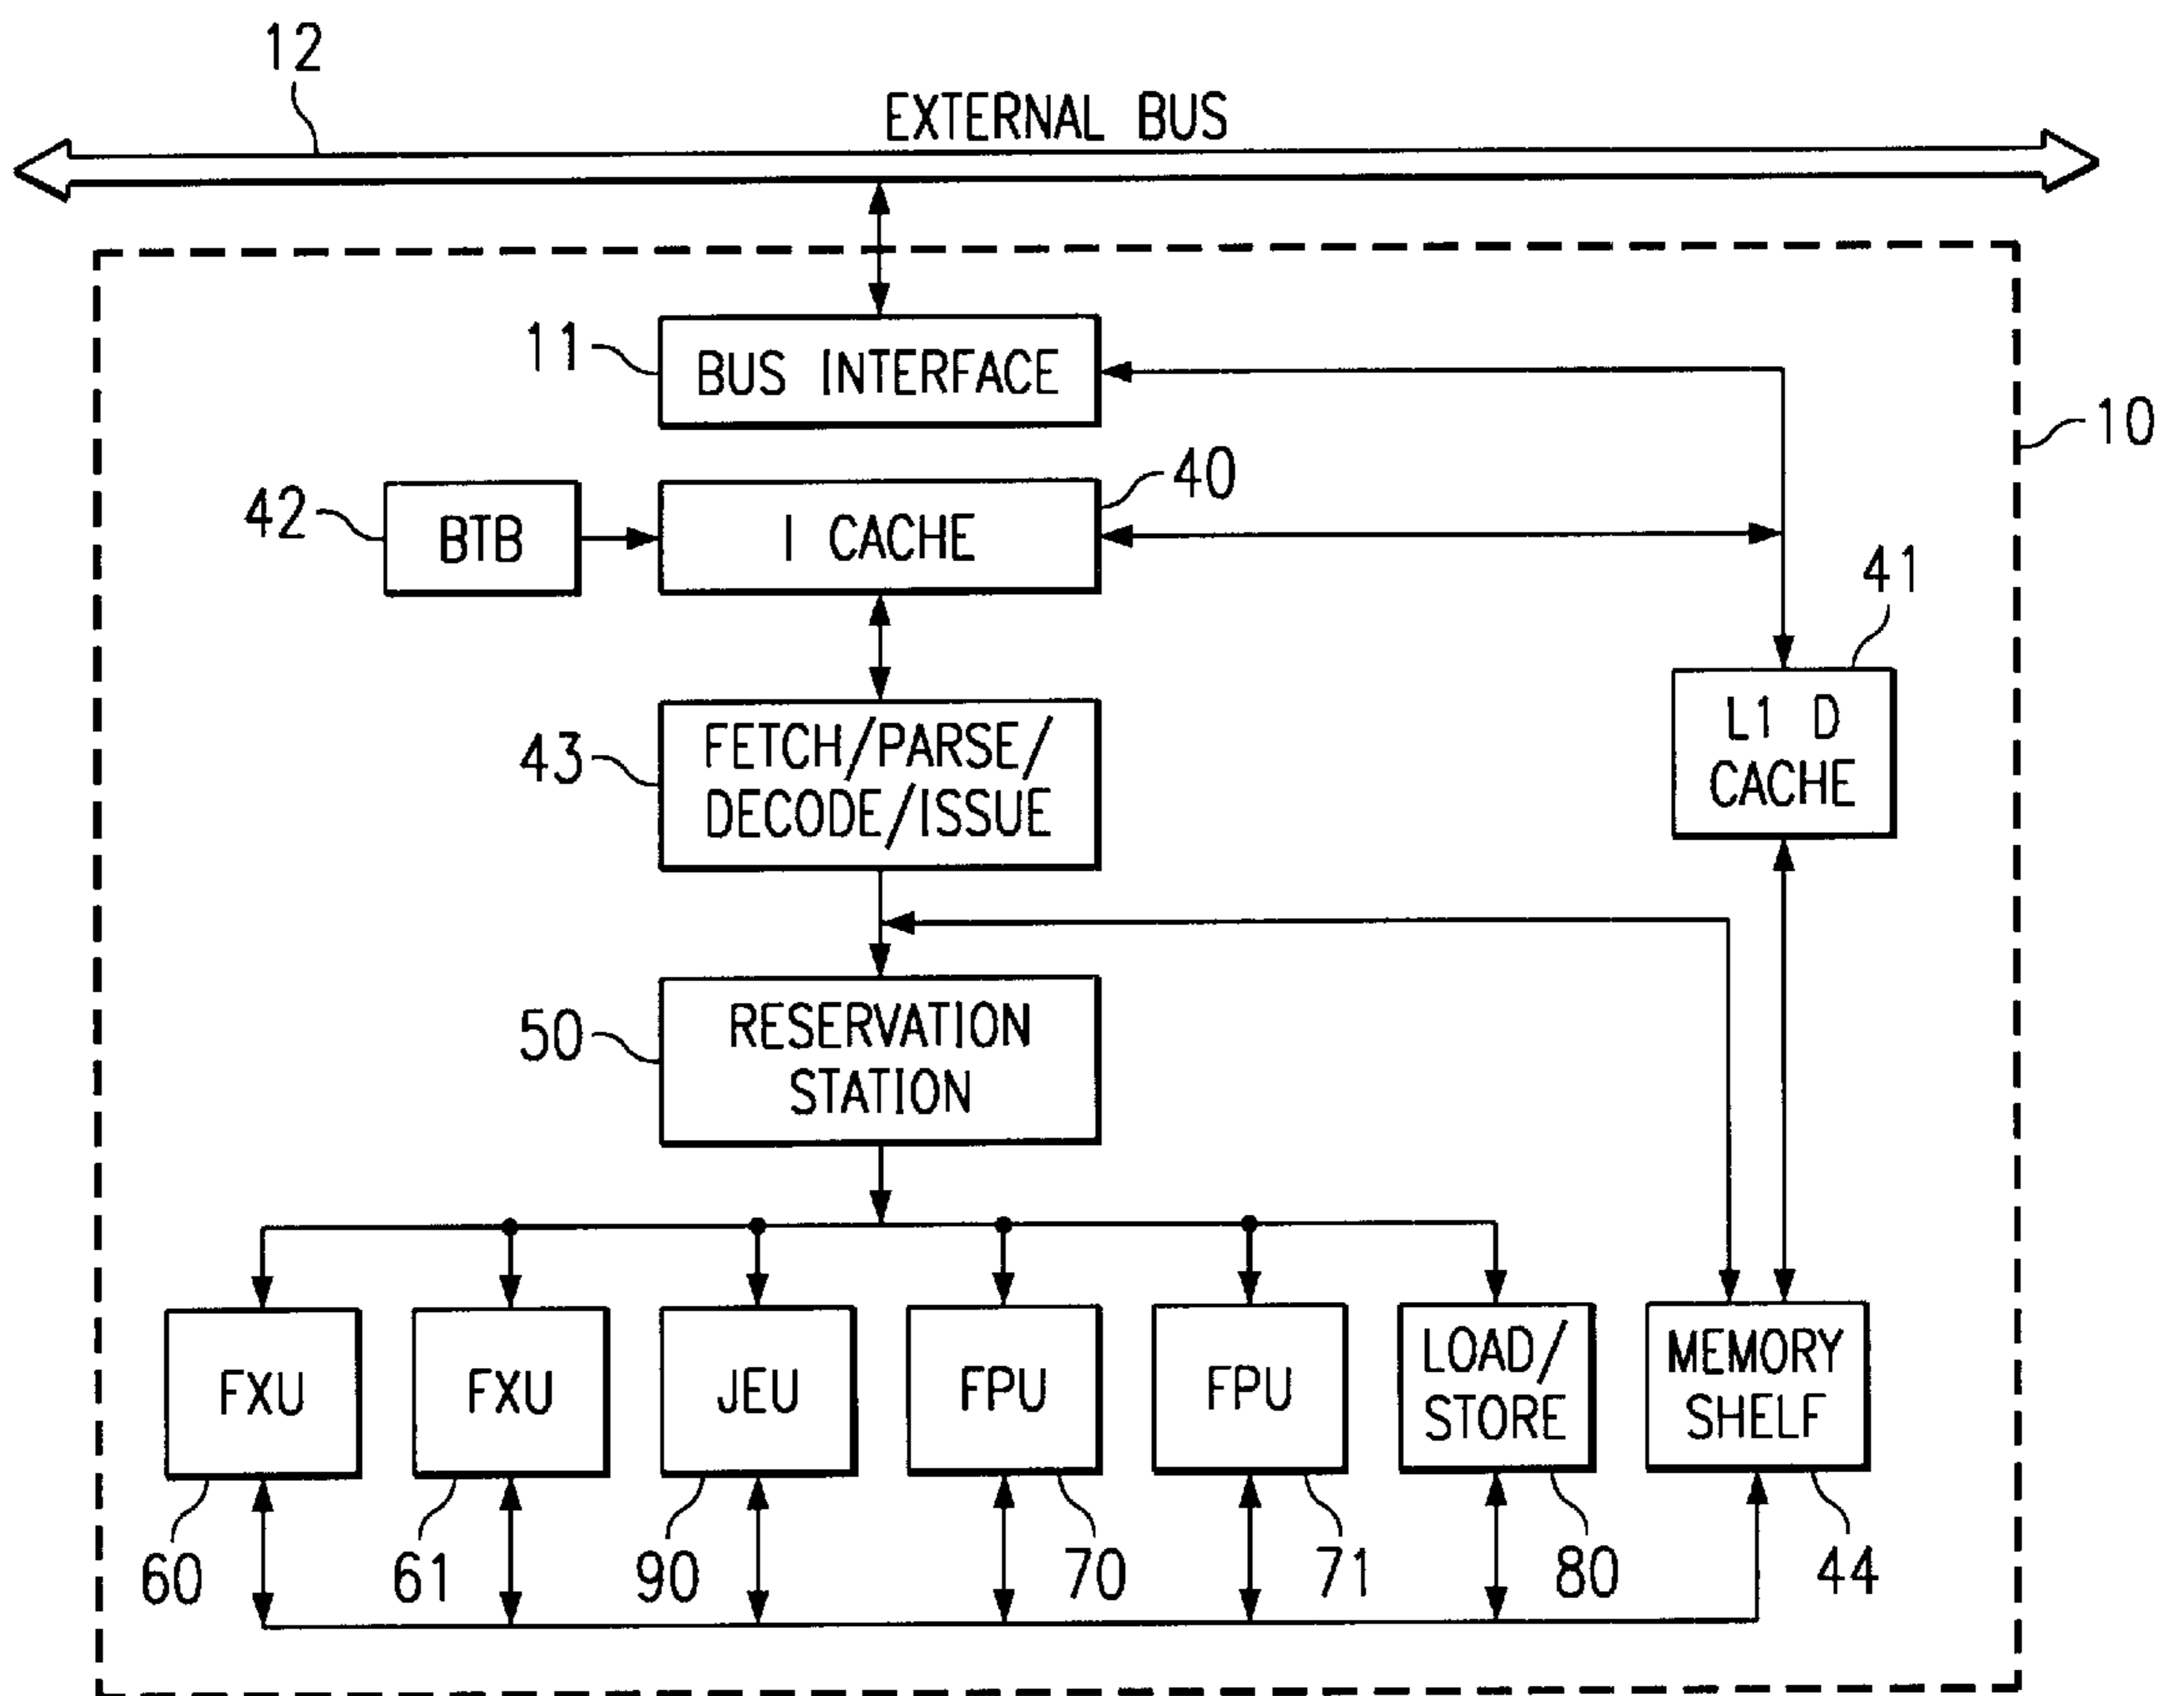 12
EXTERNAL BUS
11
BUS INTERFACE
10
42
BTB
I CACHE
40
41
43
FETCH/PARSE/
DECODE/ISSUE
L1 D
CACHE
50
RESERVATION
STATION
FXU
FXU
JEU
FPU
FPU
LOAD/
STORE
MEMORY
SHELF
60
61
90
70
71
80
44